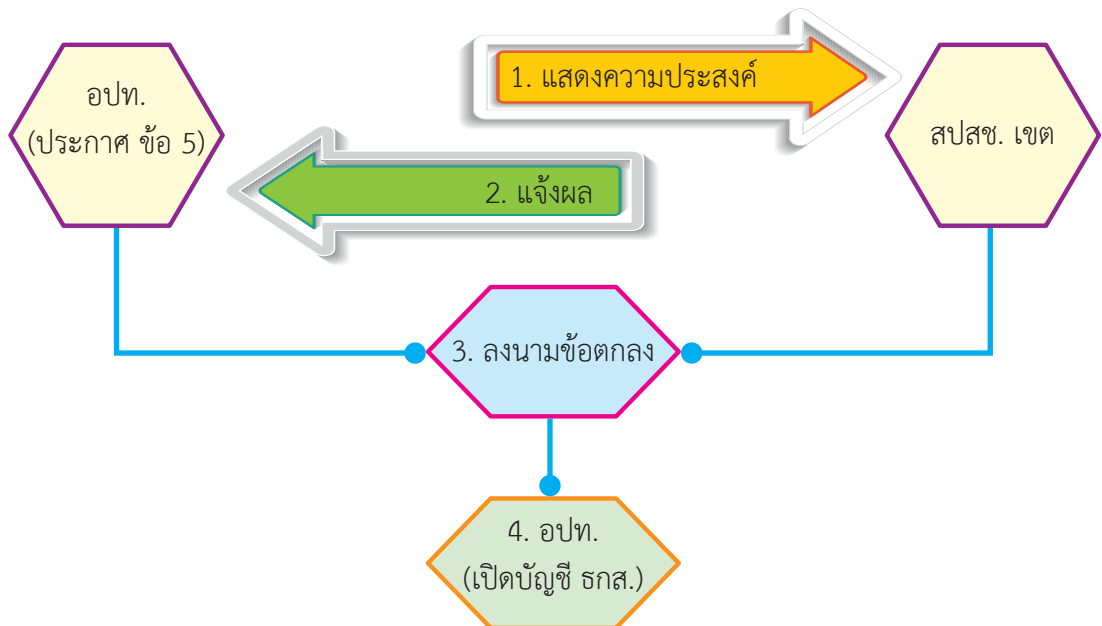 1. แสดงความประสงค์
อปท.
(ประกาศ ข้อ 5)
สปสช. เขต
2. แจ้งผล
3. ลงนามข้อตกลง
4. อปท.
(เปิดบัญชี ธกส.)